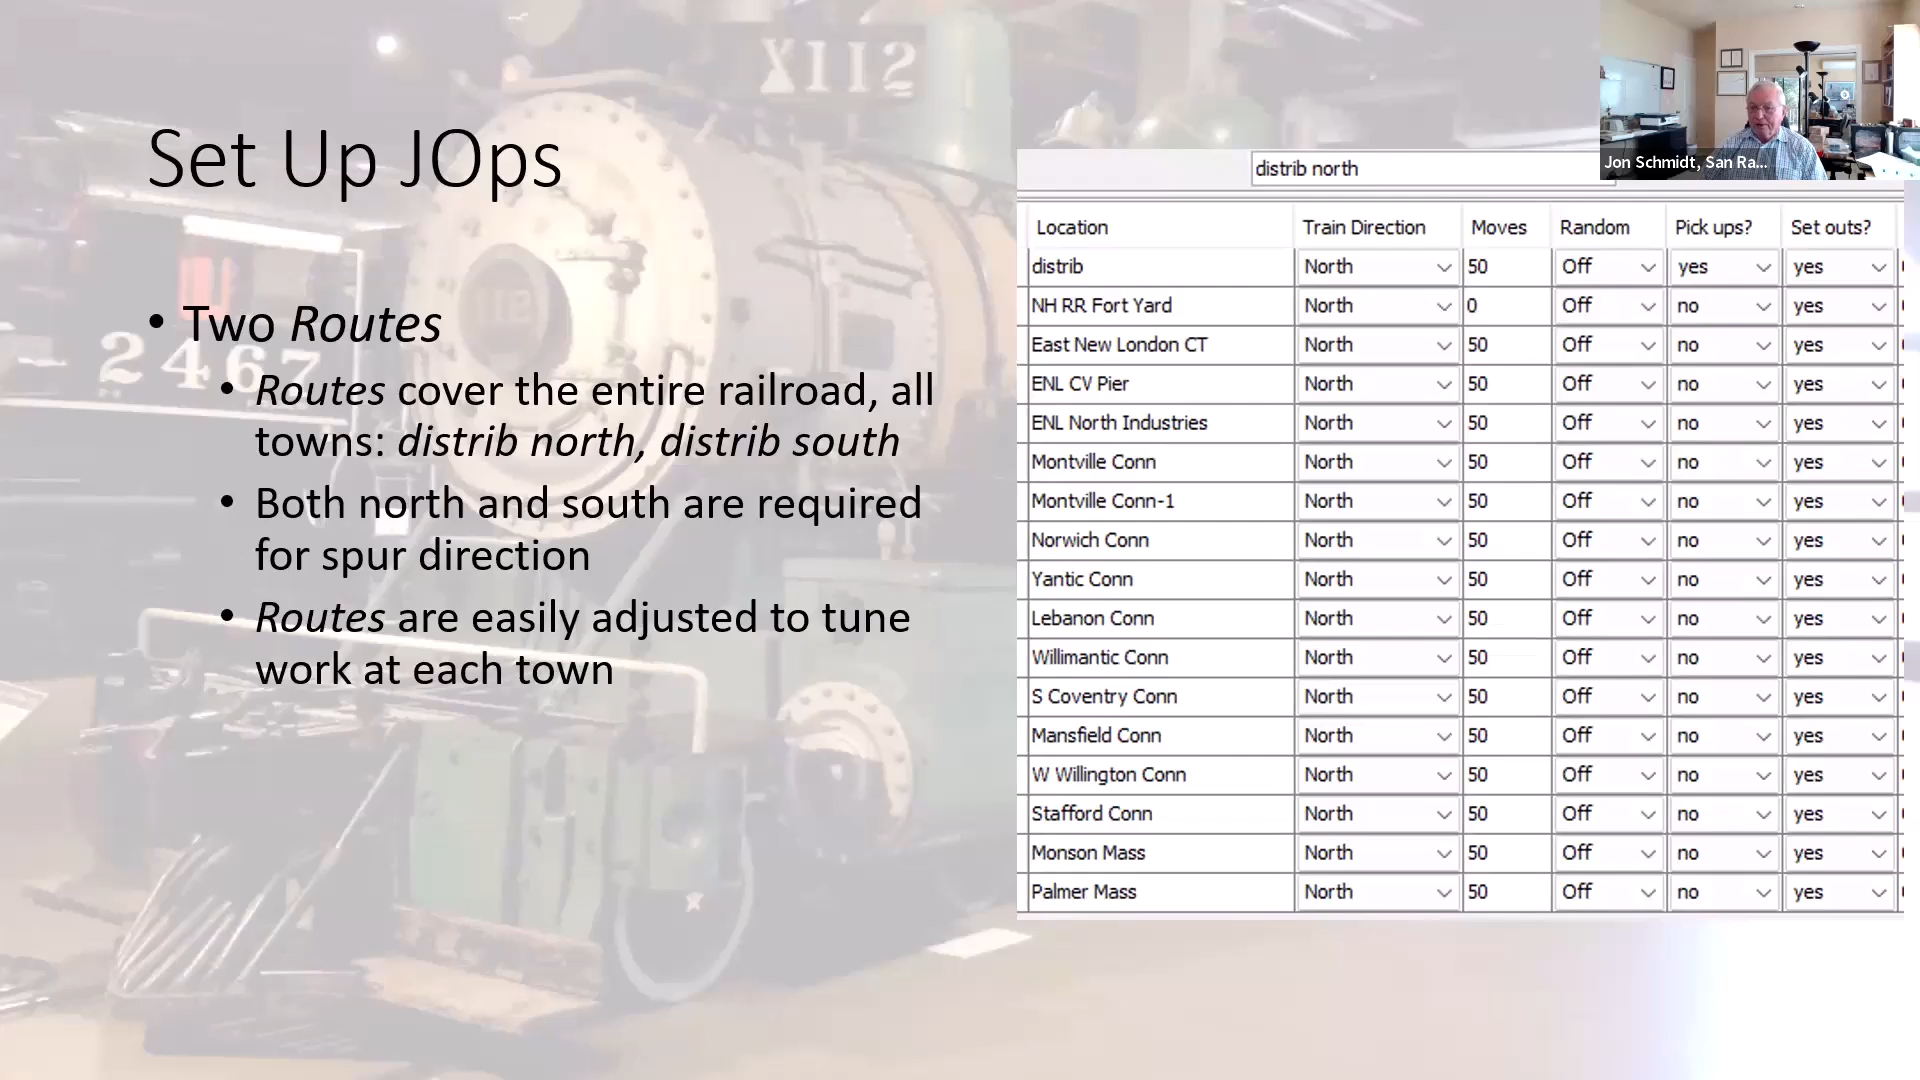 X112
Set Up JOps
Jon Schmidt, San Ra...
distrib north
Location Train Direction Moves Random Pick ups? Set outs?
distrib North 50 Off yes yes
NH RR Fort Yard North 0 Off no yes
East New London CT North 50 Off no yes
ENL CV Pier North 50 Off no yes
ENL North Industries North 50 Off no yes
Montville Conn North 50 Off no yes
Montville Conn-1 North 50 Off no yes
Norwich Conn North 50 Off no yes
Yantic Conn North 50 Off no yes
Lebanon Conn North 50 Off no yes
Willimantic Conn North 50 Off no yes
S Coventry Conn North 50 Off no yes
Mansfield Conn North 50 Off no yes
W Willington Conn North 50 Off no yes
Stafford Conn North 50 Off no yes
Monson Mass North 50 Off no yes
Palmer Mass North 50 Off no yes
• Two Routes
• Routes cover the entire railroad, all
towns: distrib north, distrib south
• Both north and south are required
for spur direction
• Routes are easily adjusted to tune
work at each town
2467